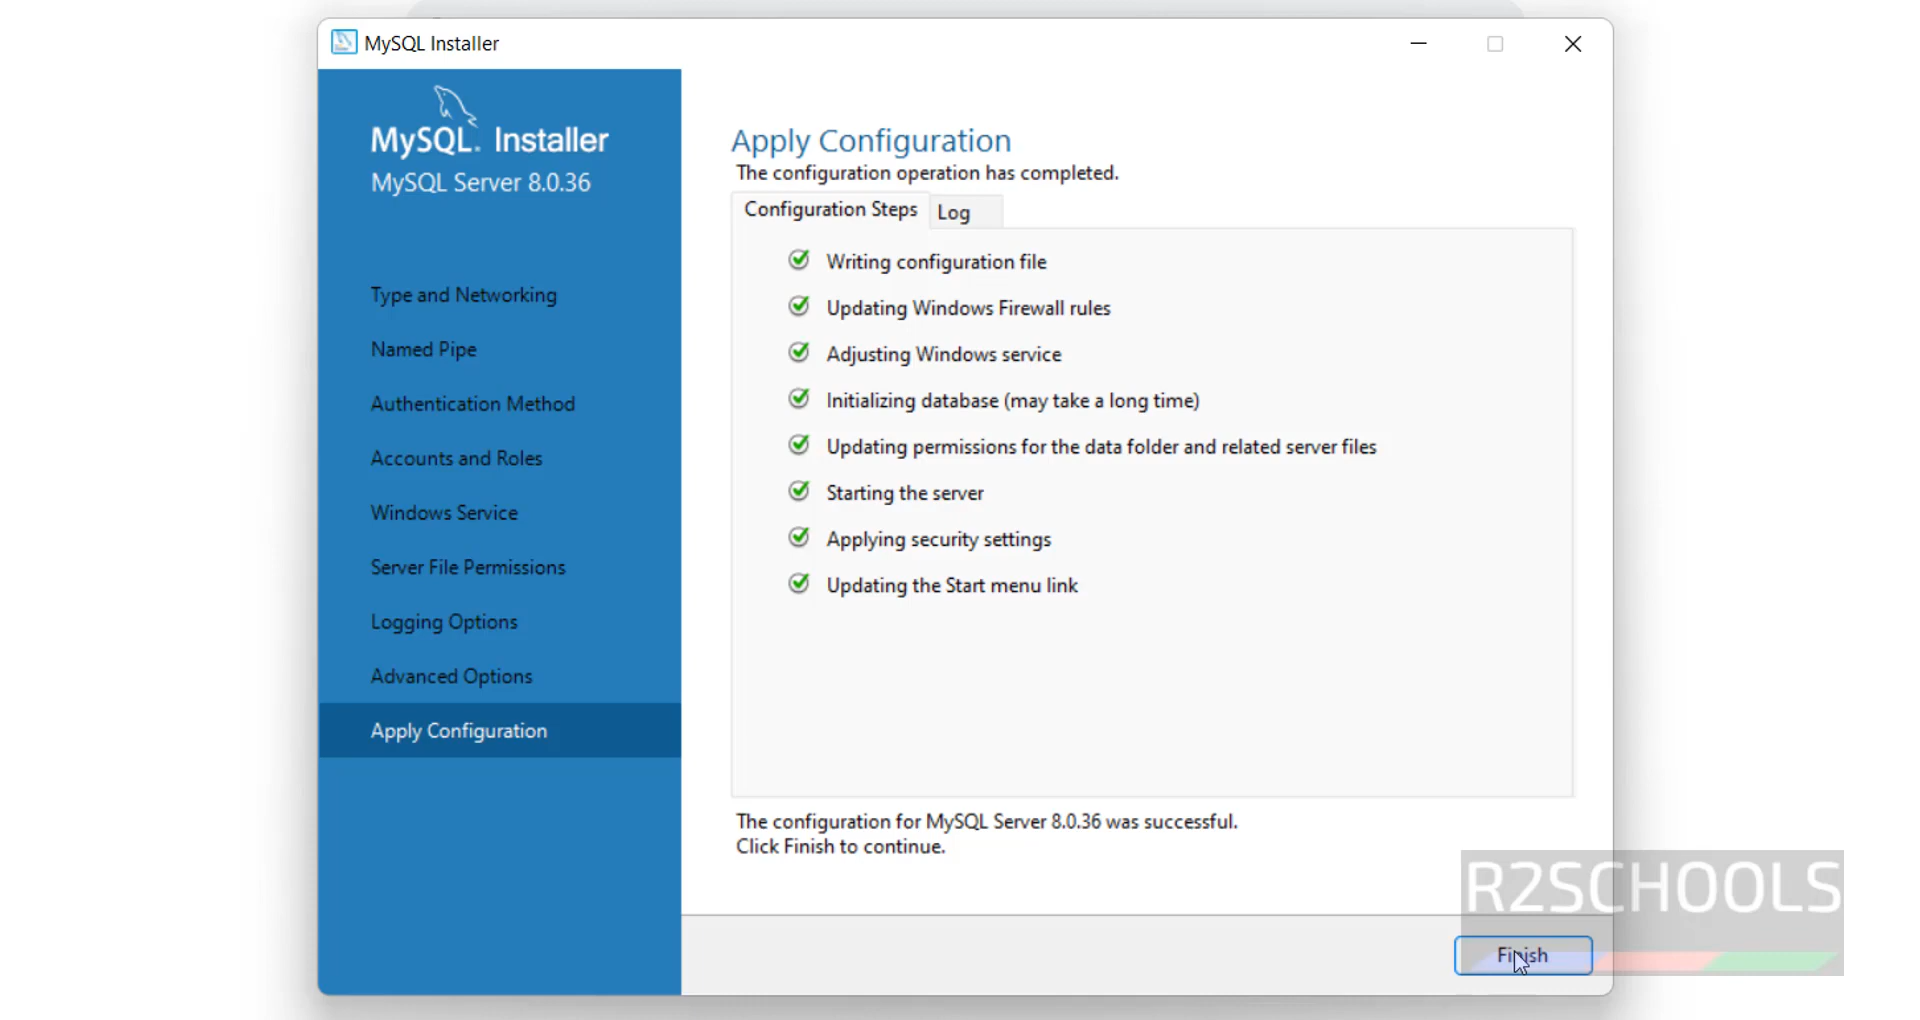 MySQL Installer
MySQL. Installer
MySQL Server 8.0.36
Type and Networking
Named Pipe
Authentication Method
Accounts and Roles
Windows Service
Server File Permissions
Logging Options
Advanced Options
Apply Configuration
Apply Configuration
The configuration operation has completed.
Configuration Steps
Log
Writing configuration file
Updating Windows Firewall rules
Adjusting Windows service
Initializing database (may take a long time)
Updating permissions for the data folder and related server files
Starting the server
Applying security settings
Updating the Start menu link
The configuration for MySQL Server 8.0.36 was successful.
Click Finish to continue.
R2SCHOOLS
Finish